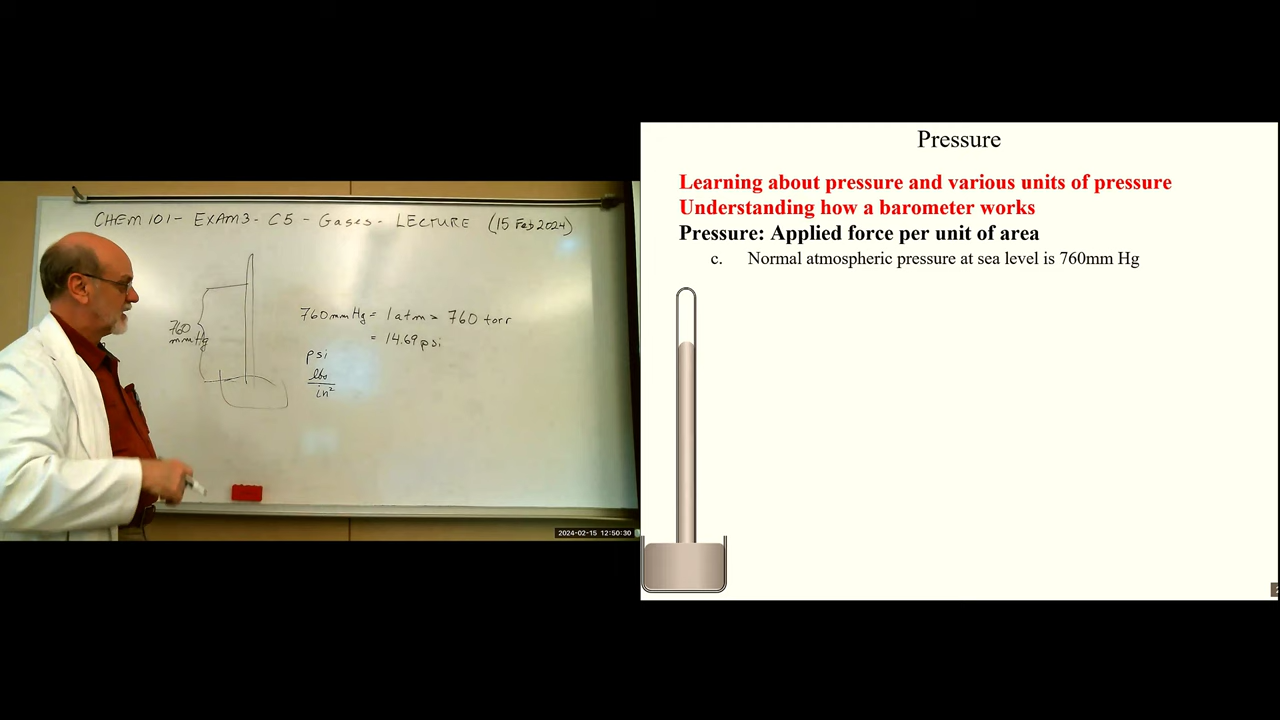 CHEM 101- EXAM3- C5 - Gases - LECTURE (15 Feb 2024)
760
mmHg
760 mmHg = 1 atm = 760 torr
= 14.69 psi
psi
lbs
in²
2024-02-15 12:50:30
Pressure
Learning about pressure and various units of pressure
Understanding how a barometer works
Pressure: Applied force per unit of area
c. Normal atmospheric pressure at sea level is 760mm Hg